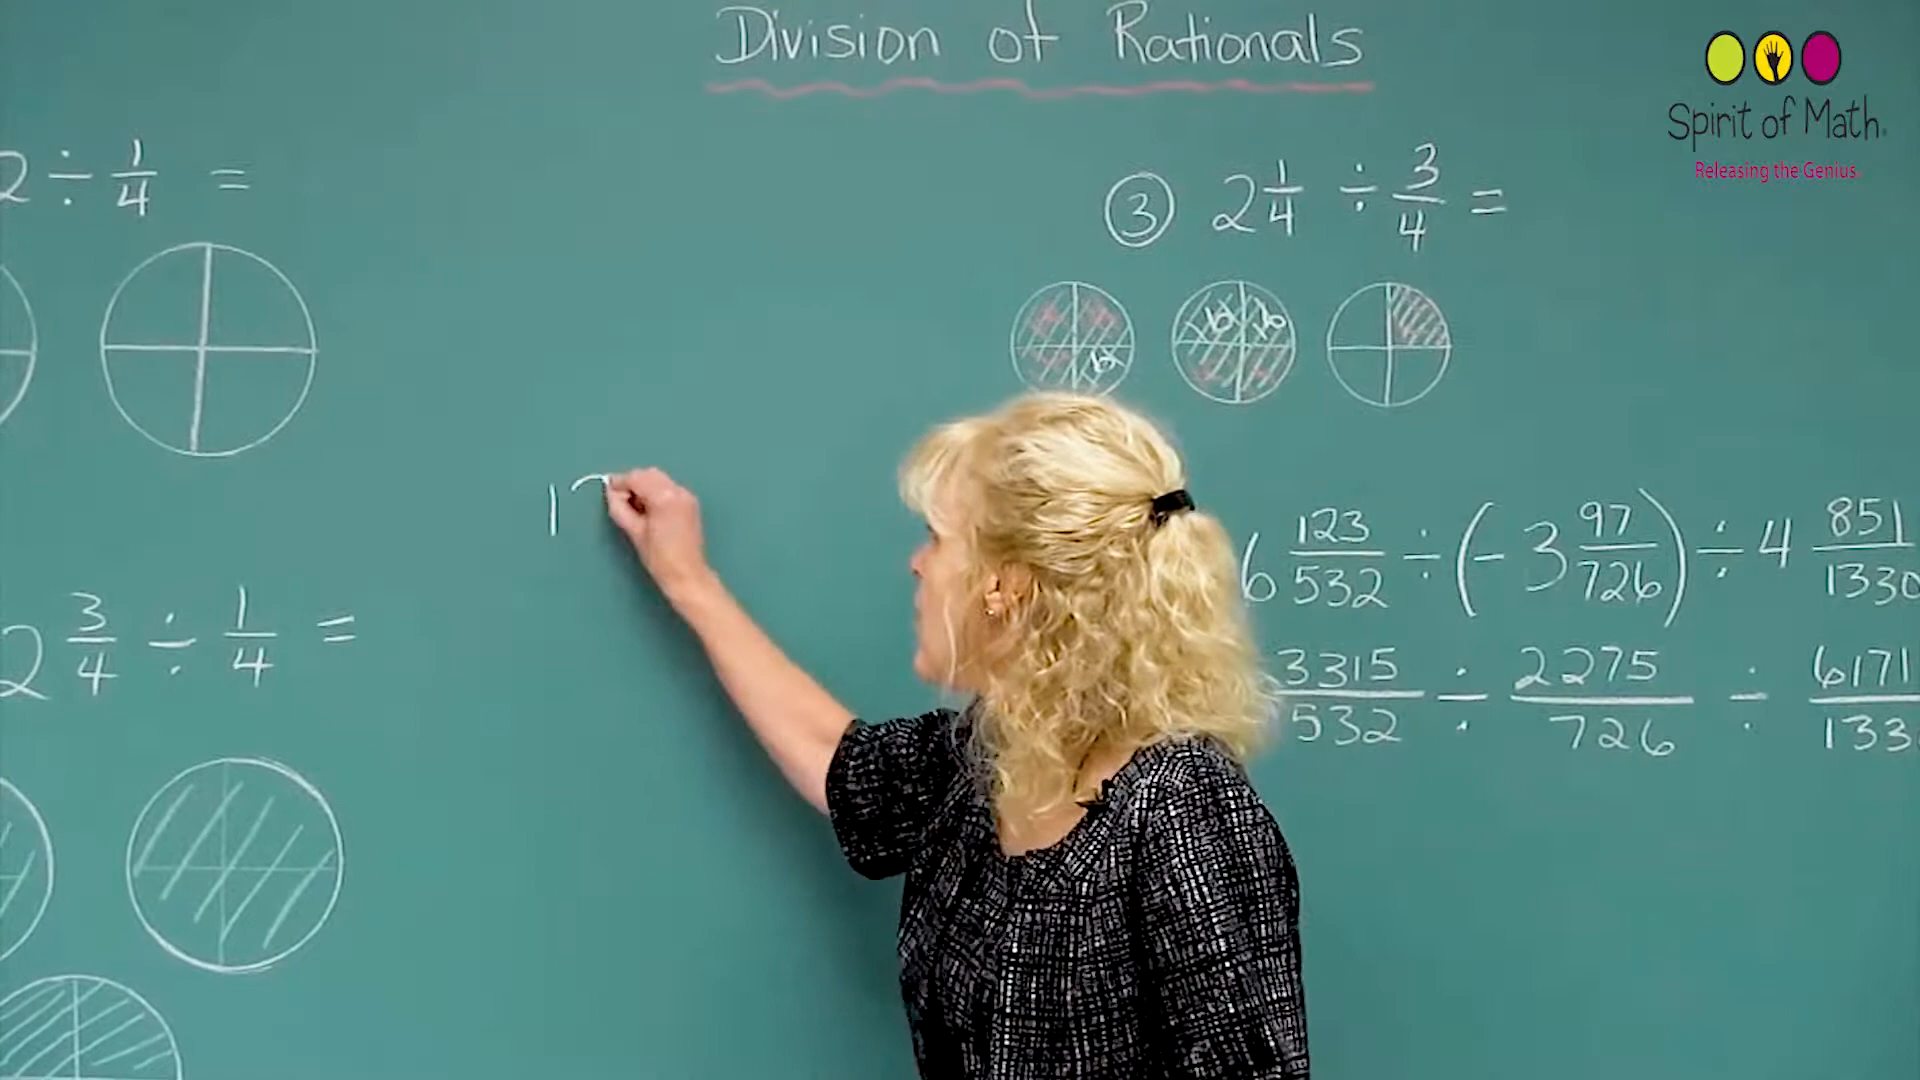 Division of Rationals
Spirit of Math
Releasing the Genius
2 ÷ 1/4 =
③ 2 1/4 ÷ 3/4 =
b b b
17
6 123/532 ÷ (-3 97/726) ÷ 4 851/1330
2 3/4 ÷ 1/4 =
3315/532 ÷ 2275/726 ÷ 6171/133